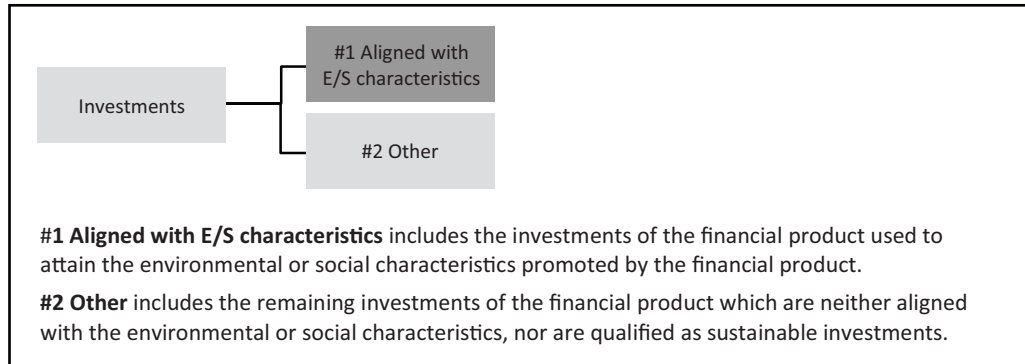 #1 Aligned with
E/S characteristics
Investments
#2 Other
#1 Aligned with E/S characteristics includes the investments of the financial product used to
attain the environmental or social characteristics promoted by the financial product.
#2 Other includes the remaining investments of the financial product which are neither aligned
with the environmental or social characteristics, nor are qualified as sustainable investments.